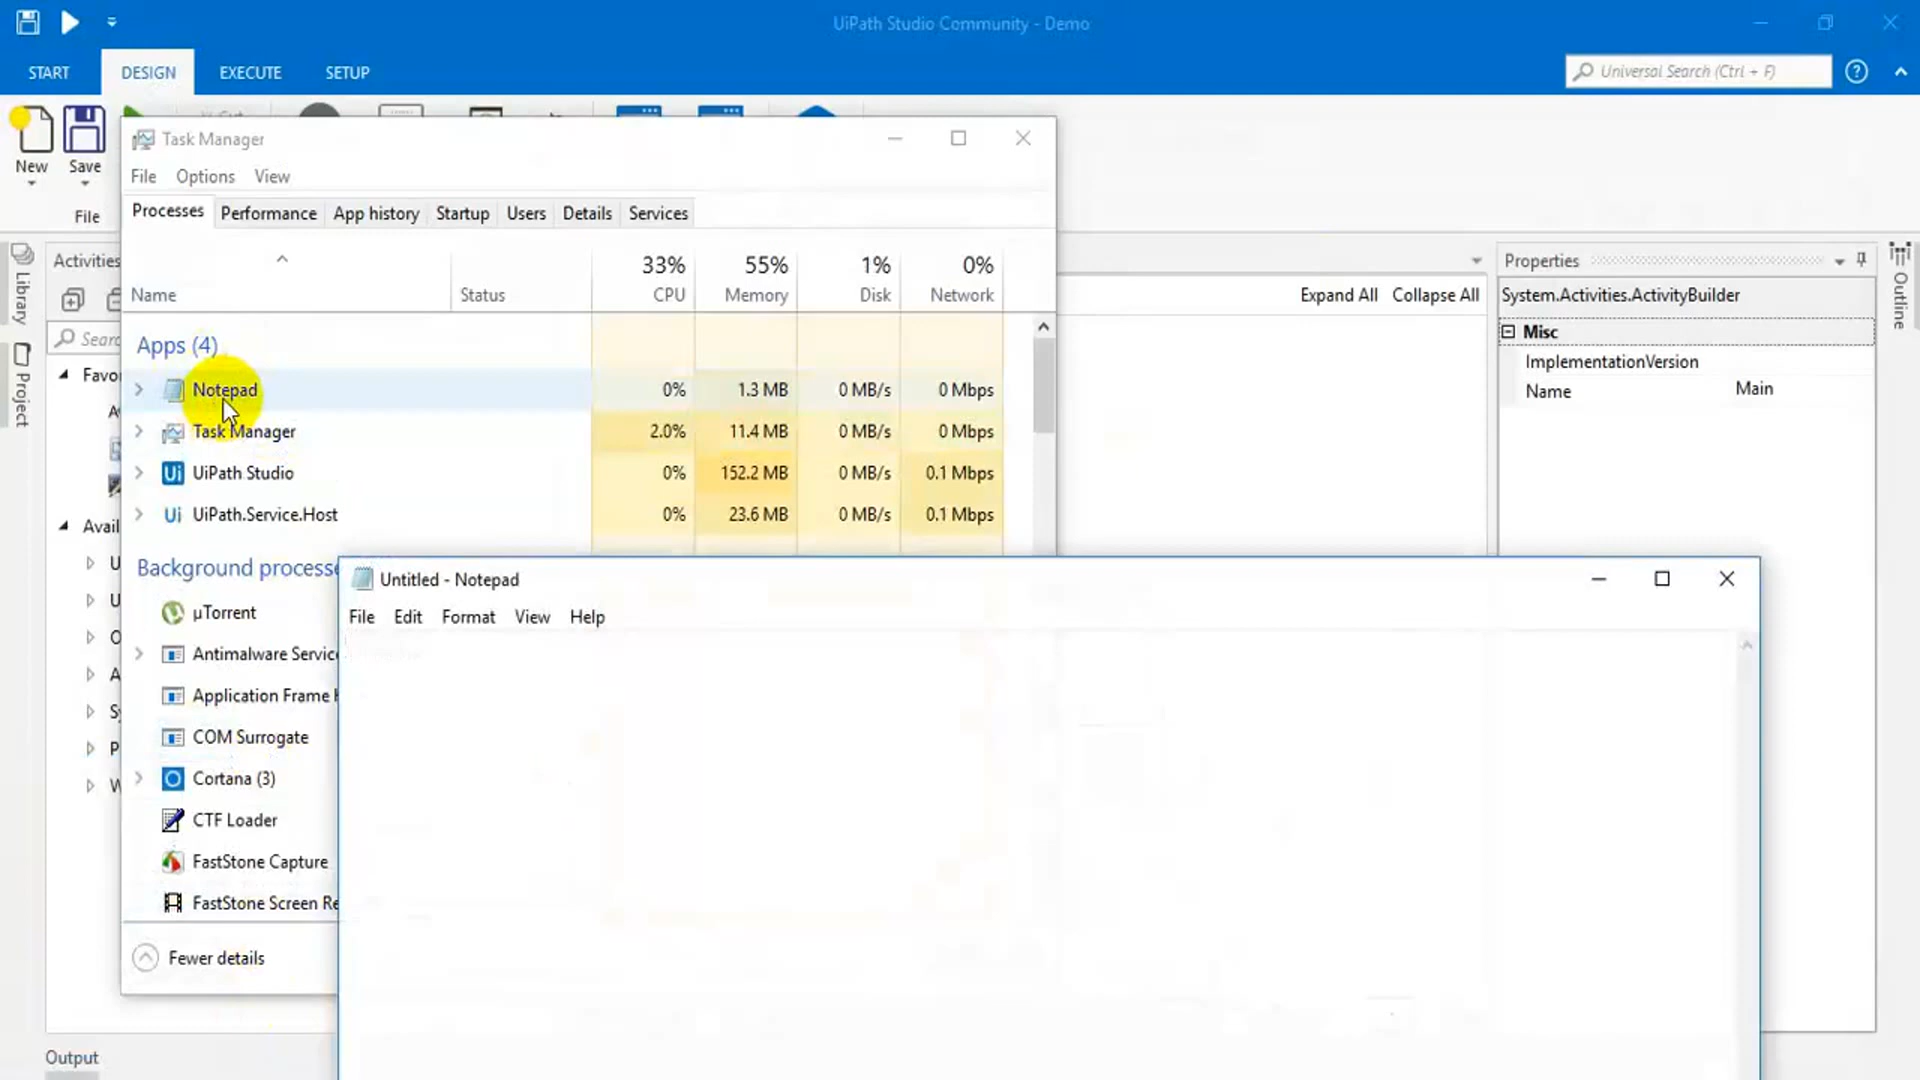 UiPath Studio Community - Demo
START DESIGN EXECUTE SETUP
Universal Search (Ctrl + F)
New Save
File
Task Manager
File Options View
Processes Performance App history Startup Users Details Services
33% 55% 1% 0%
Name Status CPU Memory Disk Network
Apps (4)
Notepad 0% 1.3 MB 0 MB/s 0 Mbps
Task Manager 2.0% 11.4 MB 0 MB/s 0 Mbps
UiPath Studio 0% 152.2 MB 0 MB/s 0.1 Mbps
UiPath.Service.Host 0% 23.6 MB 0 MB/s 0.1 Mbps
Background processe
µTorrent
Antimalware Service
Application Frame
COM Surrogate
Cortana (3)
CTF Loader
FastStone Capture
FastStone Screen Re
Fewer details
Untitled - Notepad
File Edit Format View Help
Library
Project
Activities
Sear
Favo
Avail
U
U
O
A
Sy
P
W
Expand All Collapse All
Properties
System.Activities.ActivityBuilder
Misc
ImplementationVersion
Name Main
Outline
Output